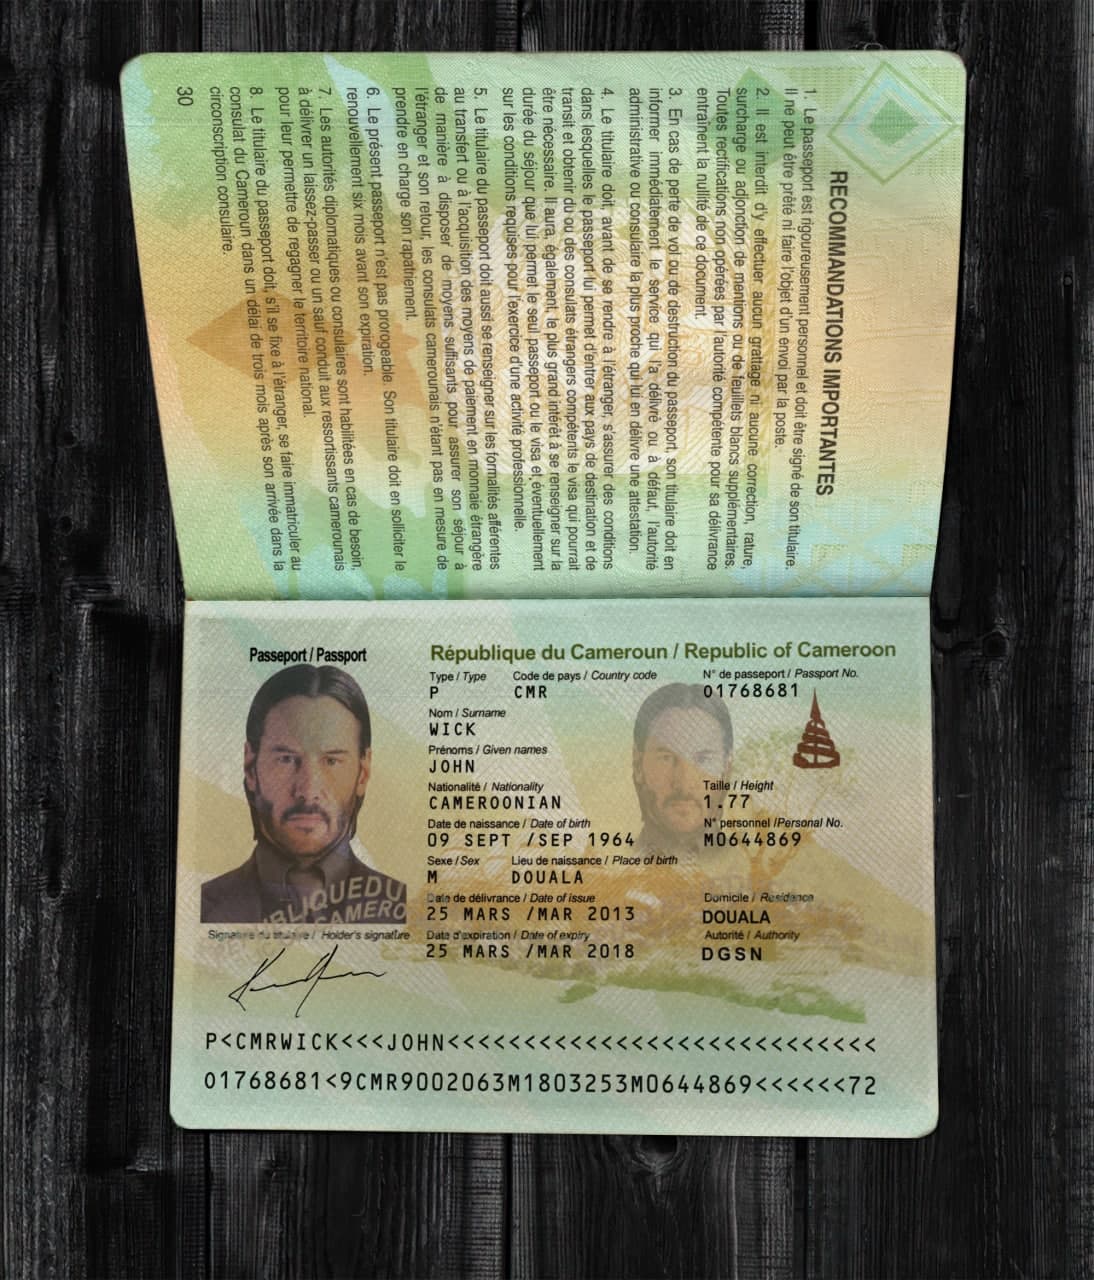 RECOMMANDATIONS IMPORTANTES
1. Le passeport est rigoureusement personnel et doit être signé de son titulaire.
Il ne peut être prêté ni faire l'objet d'un envoi par la poste.
2. Il est interdit d'y effectuer aucun grattage ni aucune correction, rature,
surcharge ou adjonction de mentions ou de feuillets blancs supplémentaires.
Toutes rectifications non opérées par l'autorité compétente pour sa délivrance
entraînent la nullité de ce document.
3. En cas de perte de vol ou de destruction du passeport, son titulaire doit en
informer immédiatement le service qui l'a délivré ou à défaut, l'autorité
administrative ou consulaire la plus proche qui lui en délivre une attestation.
4. Le titulaire doit, avant de se rendre à l'étranger, s'assurer des conditions
dans lesquelles le passeport lui permet d'entrer aux pays de destination et de
transit et obtenir du ou des consulats étrangers compétents le visa qui pourrait
être nécessaire. Il aura, également, le plus grand intérêt à se renseigner sur la
durée du séjour que lui permet le seul passeport ou le visa et, éventuellement
sur les conditions requises pour l'exercice d'une activité professionnelle.
5. Le titulaire du passeport doit aussi se renseigner sur les formalités afférentes
au transfert ou à l'acquisition des moyens de paiement en monnaie étrangère
de manière à disposer de moyens suffisants pour assurer son séjour à
l'étranger et son retour, les consulats camerounais n'étant pas en mesure de
prendre en charge son rapatriement.
6. Le présent passeport n'est pas prorogeable. Son titulaire doit en solliciter le
renouvellement six mois avant son expiration.
7. Les autorités diplomatiques ou consulaires sont habilitées en cas de besoin,
à délivrer un laissez-passer ou un sauf conduit aux ressortissants camerounais
pour leur permettre de regagner le territoire national.
8. Le titulaire du passeport doit, s'il se fixe à l'étranger, se faire immatriculer au
consulat du Cameroun dans un délai de trois mois après son arrivée dans la
circonscription consulaire.
30
Passeport / Passport
République du Cameroun / Republic of Cameroon
Type / Type Code de pays / Country code N° de passeport / Passport No.
P CMR 01768681
Nom / Surname
WICK
Prénoms / Given names
JOHN
Nationalité / Nationality Taille / Height
CAMEROONIAN 1.77
Date de naissance / Date of birth N° personnel /Personal No.
09 SEPT /SEP 1964 M0644869
Sexe / Sex Lieu de naissance / Place of birth
M DOUALA
Date de délivrance / Date of issue Domicile / Residence
25 MARS /MAR 2013 DOUALA
BLIQUE DU
CAMERO
Signature du titulaire / Holder's signature Date d'expiration / Date of expiry Autorité / Authority
25 MARS /MAR 2018 DGSN
P<CMRWICK<<<JOHN<<<<<<<<<<<<<<<<<<<<<<<<<<<<
01768681<9CMR9002063M1803253M0644869<<<<<<72